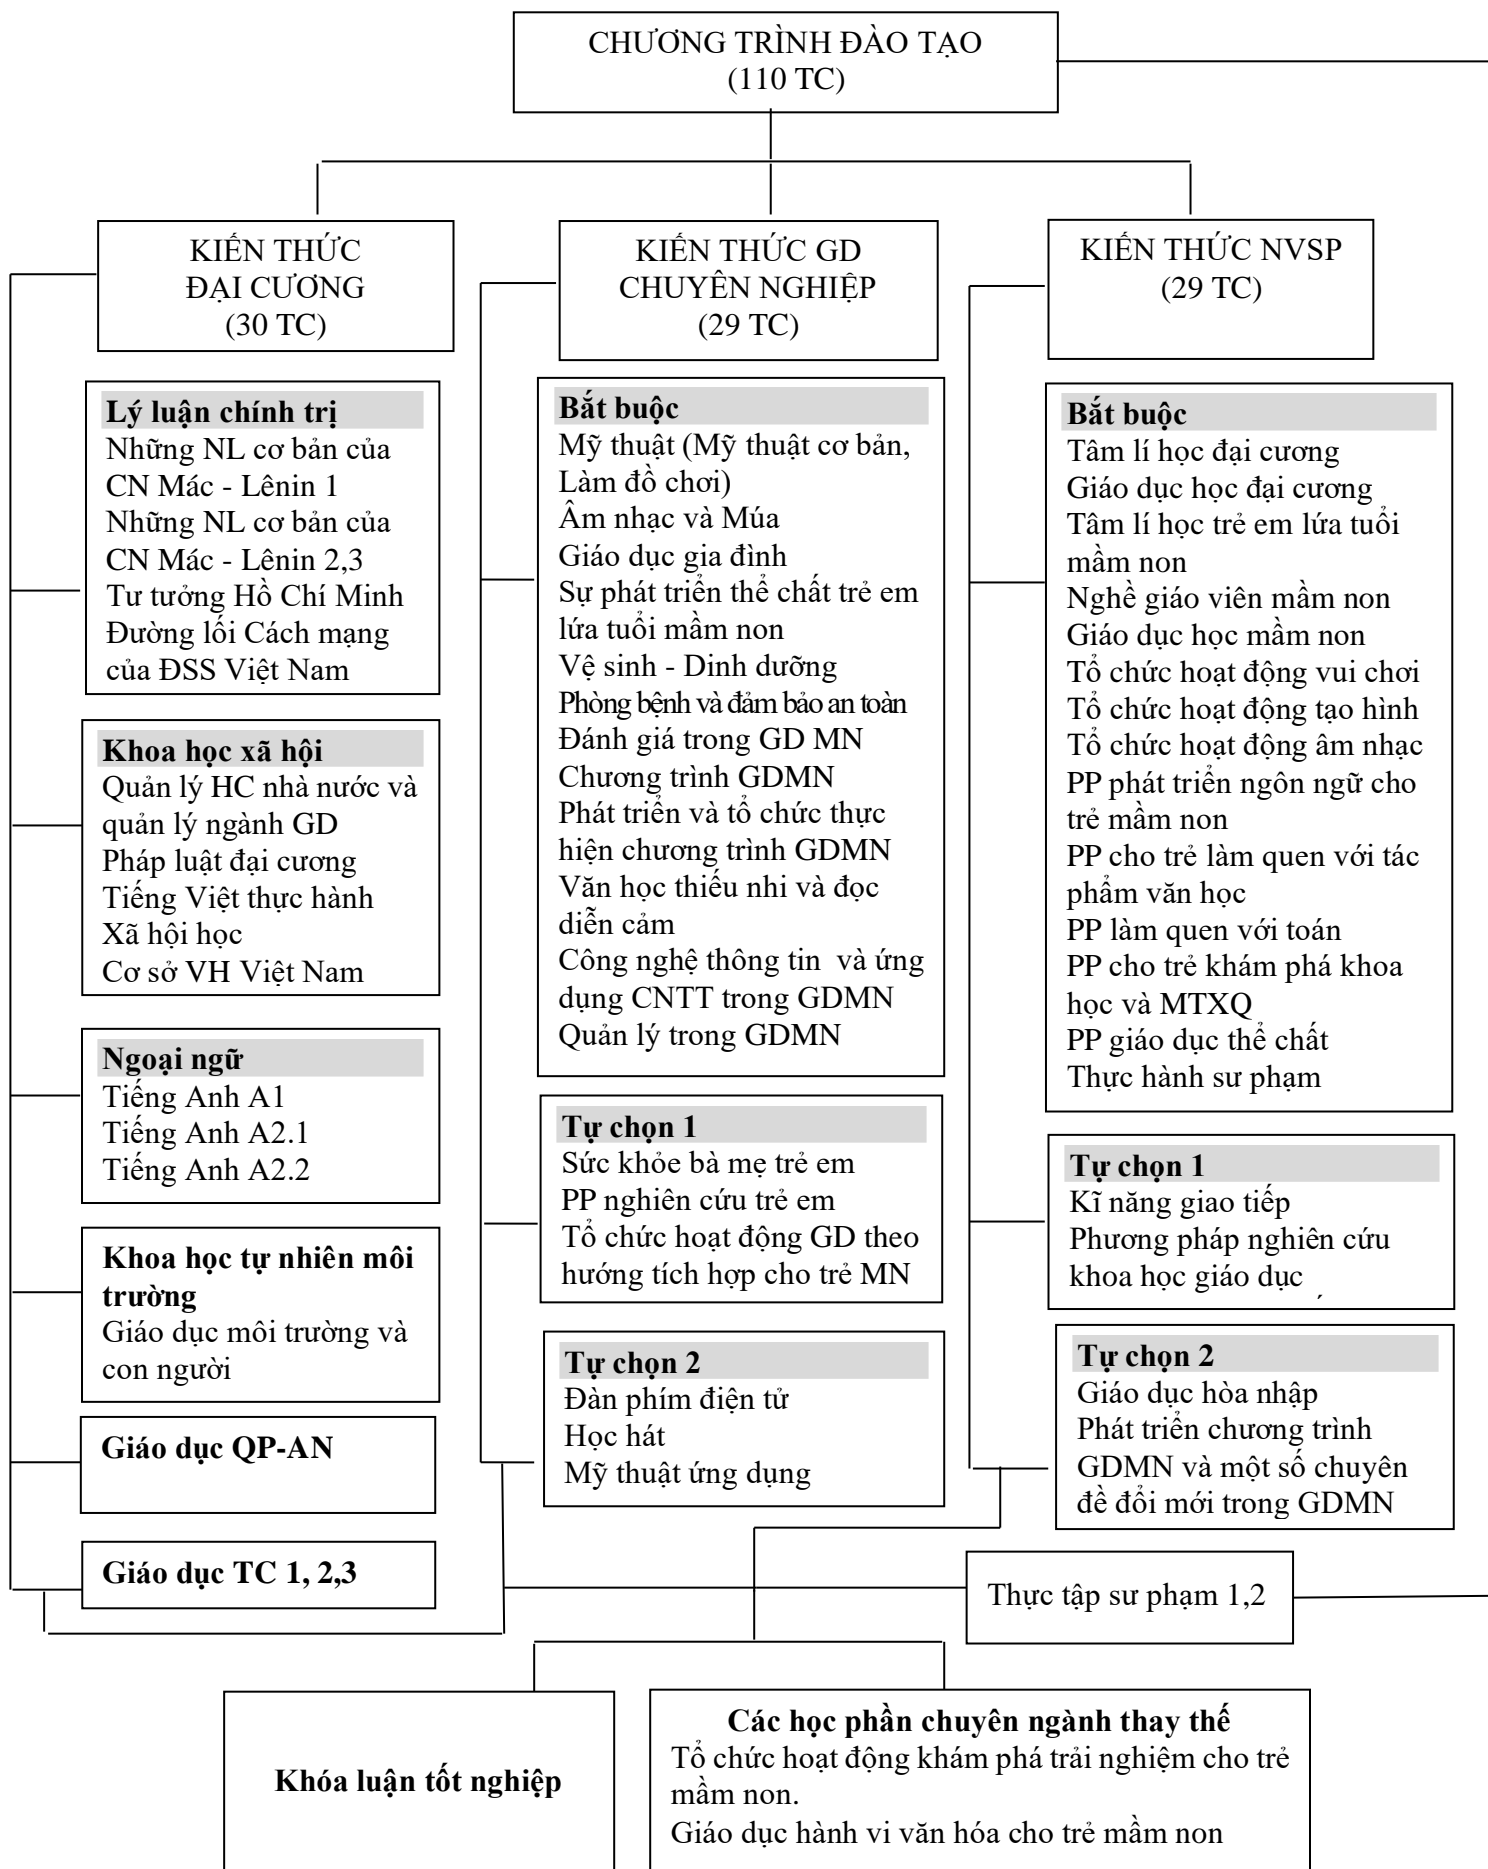 CHƯƠNG TRÌNH ĐÀO TẠO
(110 TC)
KIẾN THỨC
ĐẠI CƯƠNG
(30 TC)
Lý luận chính trị
Những NL cơ bản của
CN Mác - Lênin 1
Những NL cơ bản của
CN Mác - Lênin 2,3
Tư tưởng Hồ Chí Minh
Đường lối Cách mạng
của ĐSS Việt Nam
Khoa học xã hội
Quản lý HC nhà nước và
quản lý ngành GD
Pháp luật đại cương
Tiếng Việt thực hành
Xã hội học
Cơ sở VH Việt Nam
Ngoại ngữ
Tiếng Anh A1
Tiếng Anh A2.1
Tiếng Anh A2.2
Khoa học tự nhiên môi
trường
Giáo dục môi trường và
con người
Giáo dục QP-AN
Giáo dục TC 1, 2,3
KIẾN THỨC GD
CHUYÊN NGHIỆP
(29 TC)
Bắt buộc
Mỹ thuật (Mỹ thuật cơ bản,
Làm đồ chơi)
Âm nhạc và Múa
Giáo dục gia đình
Sự phát triển thể chất trẻ em
lứa tuổi mầm non
Vệ sinh - Dinh dưỡng
Phòng bệnh và đảm bảo an toàn
Đánh giá trong GD MN
Chương trình GDMN
Phát triển và tổ chức thực
hiện chương trình GDMN
Văn học thiếu nhi và đọc
diễn cảm
Công nghệ thông tin và ứng
dụng CNTT trong GDMN
Quản lý trong GDMN
Tự chọn 1
Sức khỏe bà mẹ trẻ em
PP nghiên cứu trẻ em
Tổ chức hoạt động GD theo
hướng tích hợp cho trẻ MN
Tự chọn 2
Đàn phím điện tử
Học hát
Mỹ thuật ứng dụng
KIẾN THỨC NVSP
(29 TC)
Bắt buộc
Tâm lí học đại cương
Giáo dục học đại cương
Tâm lí học trẻ em lứa tuổi
mầm non
Nghề giáo viên mầm non
Giáo dục học mầm non
Tổ chức hoạt động vui chơi
Tổ chức hoạt động tạo hình
Tổ chức hoạt động âm nhạc
PP phát triển ngôn ngữ cho
trẻ mầm non
PP cho trẻ làm quen với tác
phẩm văn học
PP làm quen với toán
PP cho trẻ khám phá khoa
học và MTXQ
PP giáo dục thể chất
Thực hành sư phạm
Tự chọn 1
Kĩ năng giao tiếp
Phương pháp nghiên cứu
khoa học giáo dục
Tự chọn 2
Giáo dục hòa nhập
Phát triển chương trình
GDMN và một số chuyên
đề đổi mới trong GDMN
Thực tập sư phạm 1,2
Khóa luận tốt nghiệp
Các học phần chuyên ngành thay thế
Tổ chức hoạt động khám phá trải nghiệm cho trẻ
mầm non.
Giáo dục hành vi văn hóa cho trẻ mầm non